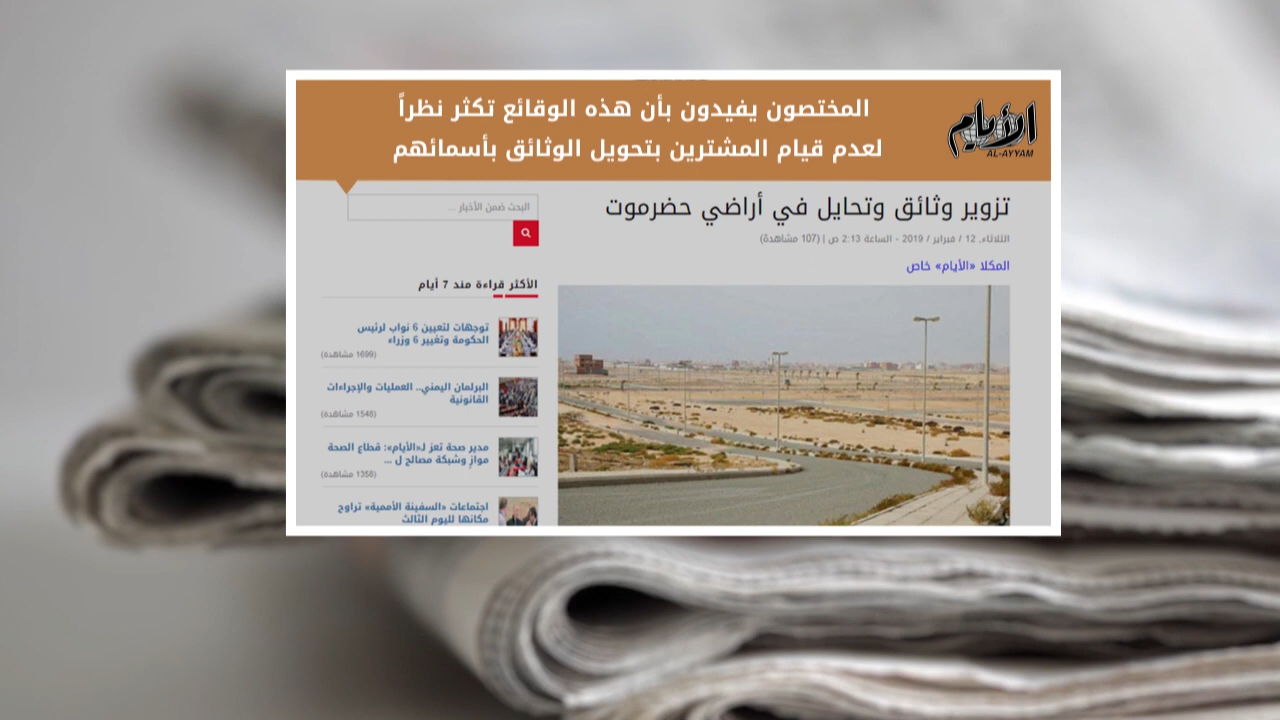 المختصون يفيدون بأن هذه الوقائع تكثر نظراً
لعدم قيام المشترين بتحويل الوثائق بأسمائهم
الأيام
AL-AYYAM
تزوير وثائق وتحايل في أراضي حضرموت
الثلاثاء, 12 / فبراير / 2019 - الساعة 2:13 ص | (107 مشاهدة)
المكلا «الأيام» خاص
البحث ضمن الأخبار ...
الأكثر قراءة منذ 7 أيام
توجهات لتعيين 6 نواب لرئيس
الحكومة وتغيير 6 وزراء
(1699 مشاهدة)
البرلمان اليمني.. العمليات والإجراءات
القانونية
(1548 مشاهدة)
مدير صحة تعز لـ«الأيام»: قطاع الصحة
مواز وشبكة مصالح ل ...
(1356 مشاهدة)
اجتماعات «السفينة الأممية» تراوح
مكانها لليوم الثالث